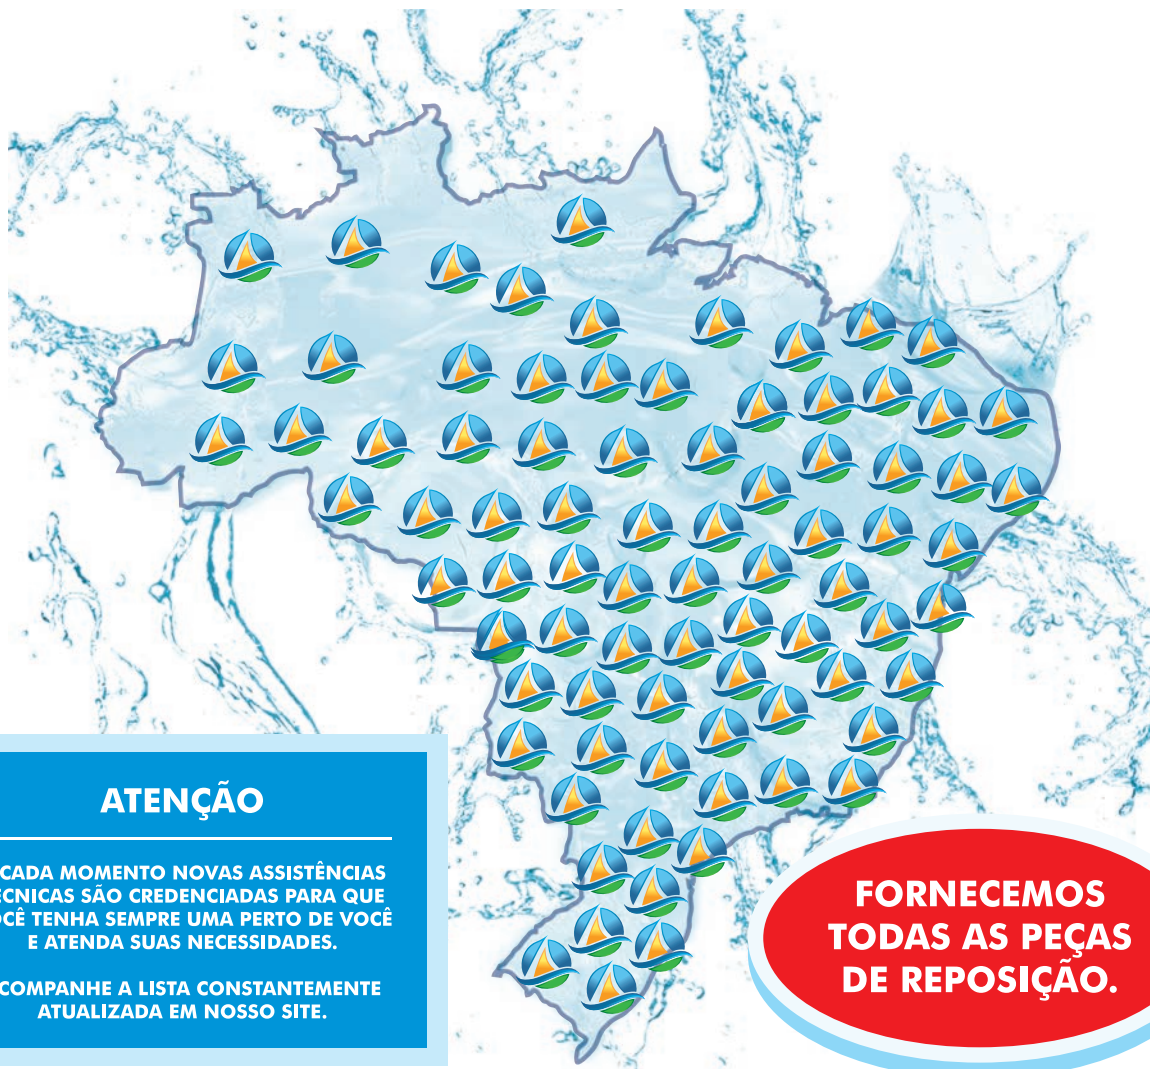 ATENÇÃO
CADA MOMENTO NOVAS ASSISTÊNCIAS
ÉCNICAS SÃO CREDENCIADAS PARA QUE
OCÊ TENHA SEMPRE UMA PERTO DE VOCÊ
E ATENDA SUAS NECESSIDADES.
COMPANHE A LISTA CONSTANTEMENTE
ATUALIZADA EM NOSSO SITE.
FORNECEMOS
TODAS AS PEÇAS
DE REPOSIÇÃO.